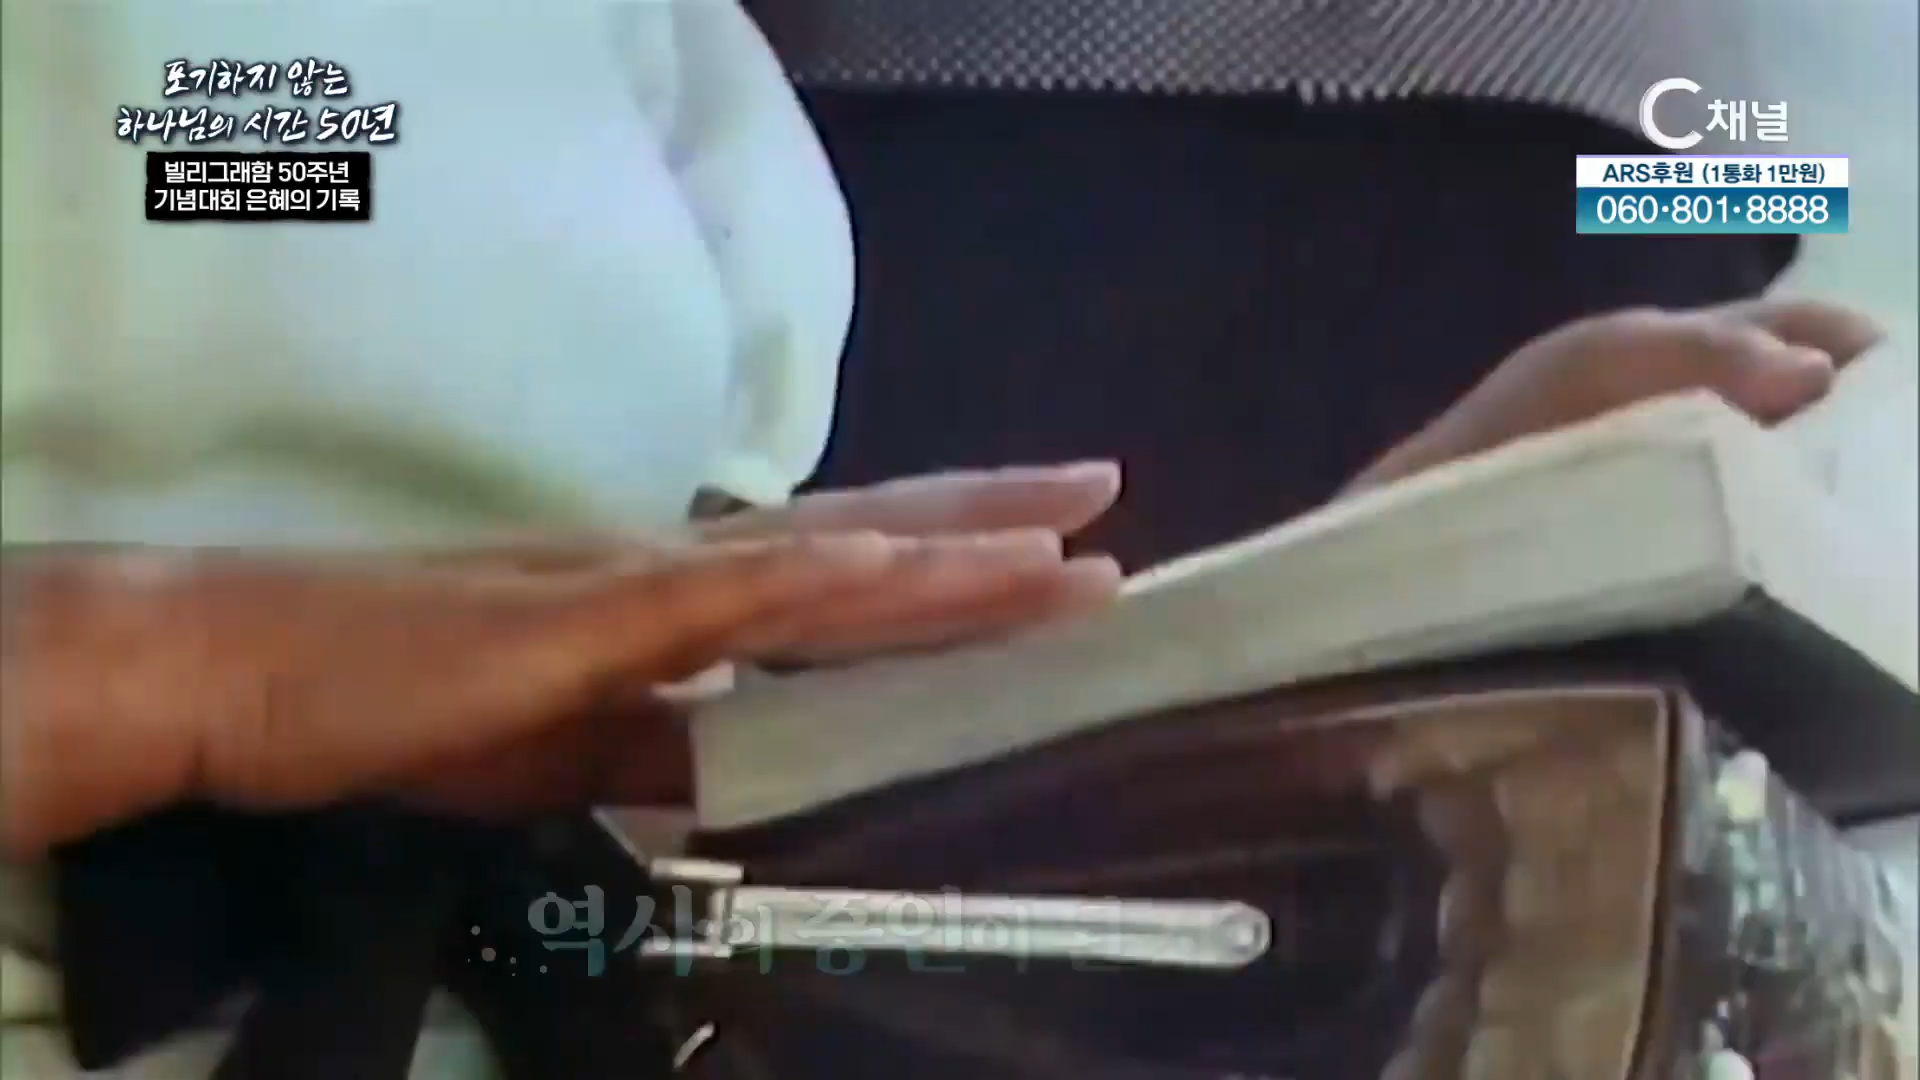 포기하지 않는
하나님의 시간 50년
빌리그래함 50주년
기념대회 은혜의 기록
C채널
ARS후원 (1통화 1만원)
060·801·8888
역사의 증인이